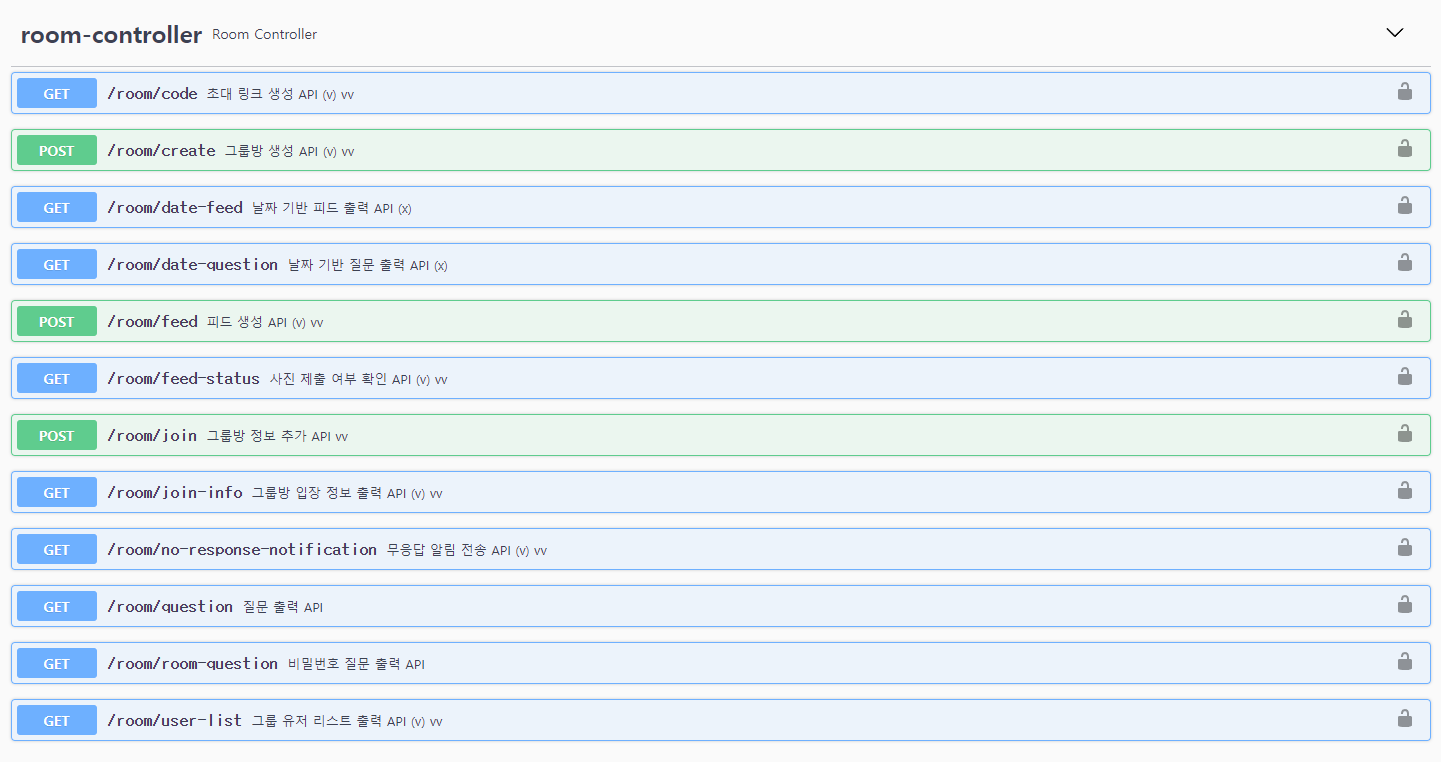 room-controller Room Controller
GET /room/code 초대 링크 생성 API (v) vv
POST /room/create 그룹방 생성 API (v) vv
GET /room/date-feed 날짜 기반 피드 출력 API (x)
GET /room/date-question 날짜 기반 질문 출력 API (x)
POST /room/feed 피드 생성 API (v) vv
GET /room/feed-status 사진 제출 여부 확인 API (v) vv
POST /room/join 그룹방 정보 추가 API vv
GET /room/join-info 그룹방 입장 정보 출력 API (v) vv
GET /room/no-response-notification 무응답 알림 전송 API (v) vv
GET /room/question 질문 출력 API
GET /room/room-question 비밀번호 질문 출력 API
GET /room/user-list 그룹 유저 리스트 출력 API (v) vv